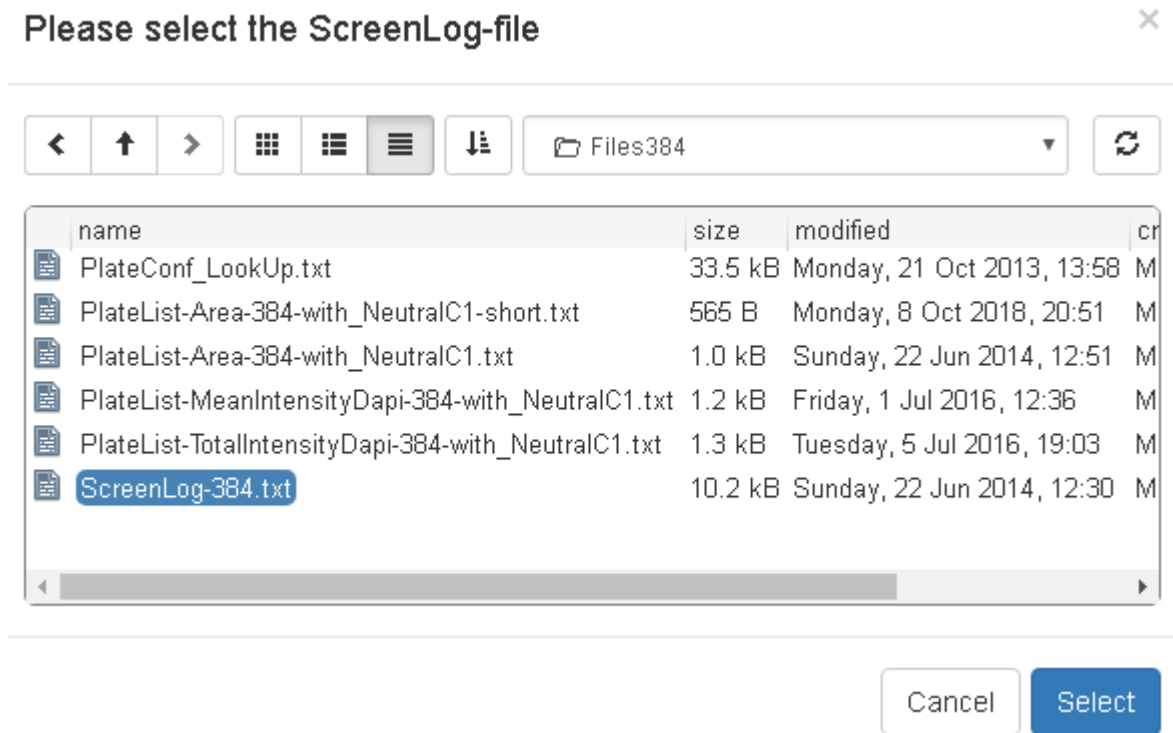 Please select the ScreenLog-file ×
Files384
name size modified cr
PlateConf_LookUp.txt 33.5 kB Monday, 21 Oct 2013, 13:58 M
PlateList-Area-384-with_NeutralC1-short.txt 565 B Monday, 8 Oct 2018, 20:51 M
PlateList-Area-384-with_NeutralC1.txt 1.0 kB Sunday, 22 Jun 2014, 12:51 M
PlateList-MeanIntensityDapi-384-with_NeutralC1.txt 1.2 kB Friday, 1 Jul 2016, 12:36 M
PlateList-TotalIntensityDapi-384-with_NeutralC1.txt 1.3 kB Tuesday, 5 Jul 2016, 19:03 M
ScreenLog-384.txt 10.2 kB Sunday, 22 Jun 2014, 12:30 M
Cancel Select